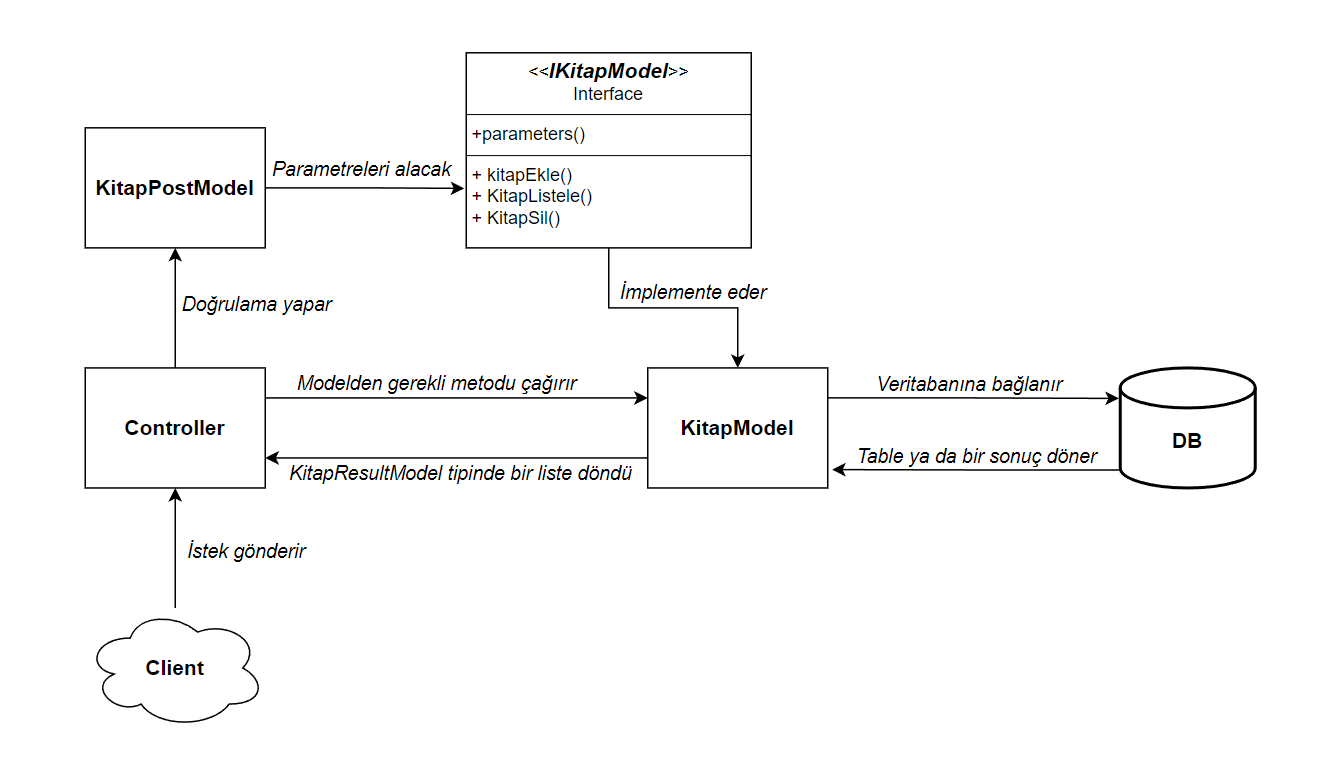 <<IKitapModel>>
Interface
+parameters()
+ kitapEkle()
+ KitapListele()
+ KitapSil()
KitapPostModel
Parametreleri alacak
Doğrulama yapar
İmplemente eder
Controller
Modelden gerekli metodu çağırır
KitapResultModel tipinde bir liste döndü
KitapModel
Veritabanına bağlanır
Table ya da bir sonuç döner
DB
İstek gönderir
Client